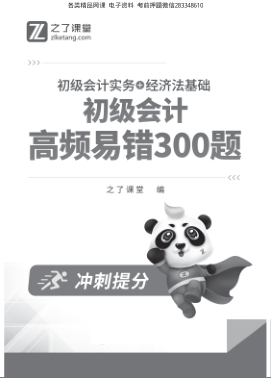 各类精品网课 电子资料 考前押题微信283348610
之了课堂
zlketang.com
初级会计实务+经济法基础
初级会计
高频易错300题
之了课堂 编
冲刺提分